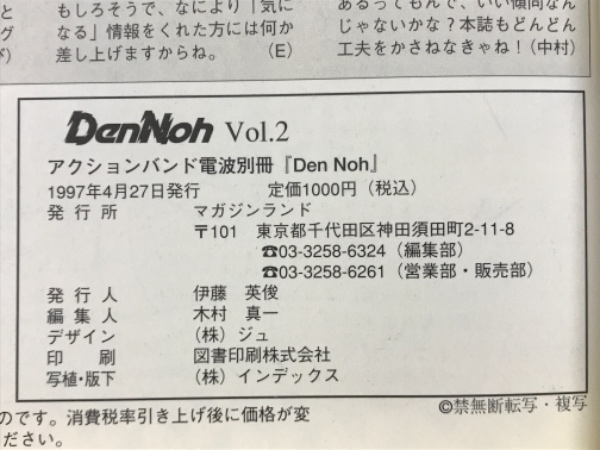 と
グ
もしろそうで、なにより「気に
なる」情報をくれた方には何か
差し上げますからね。 (E)
あるってもんで、いい傾向なん
じゃないかな？本誌もどんどん
工夫をかさねなきゃね！(中村)
DenNoh Vol.2
アクションバンド電波別冊『Den Noh』
1997年4月27日発行 定価1000円（税込）
発行所 マガジンランド
〒101 東京都千代田区神田須田町2-11-8
☎03-3258-6324（編集部）
☎03-3258-6261（営業部・販売部）
発行人 伊藤 英俊
編集人 木村 真一
デザイン （株）ジュ
印刷 図書印刷株式会社
写植・版下 （株）インデックス
©禁無断転写・複写
のです。消費税率引き上げ後に価格が変
ださい。